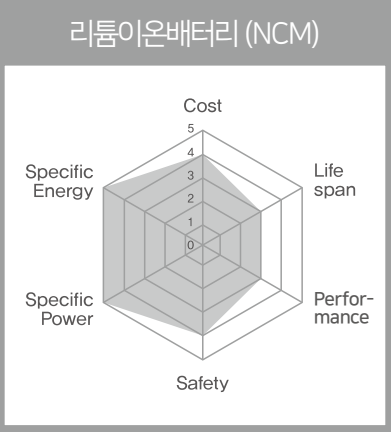 리튬이온배터리 (NCM)
Cost
5
4
3
2
1
0
Specific
Energy
Life
span
Specific
Power
Perfor-
mance
Safety